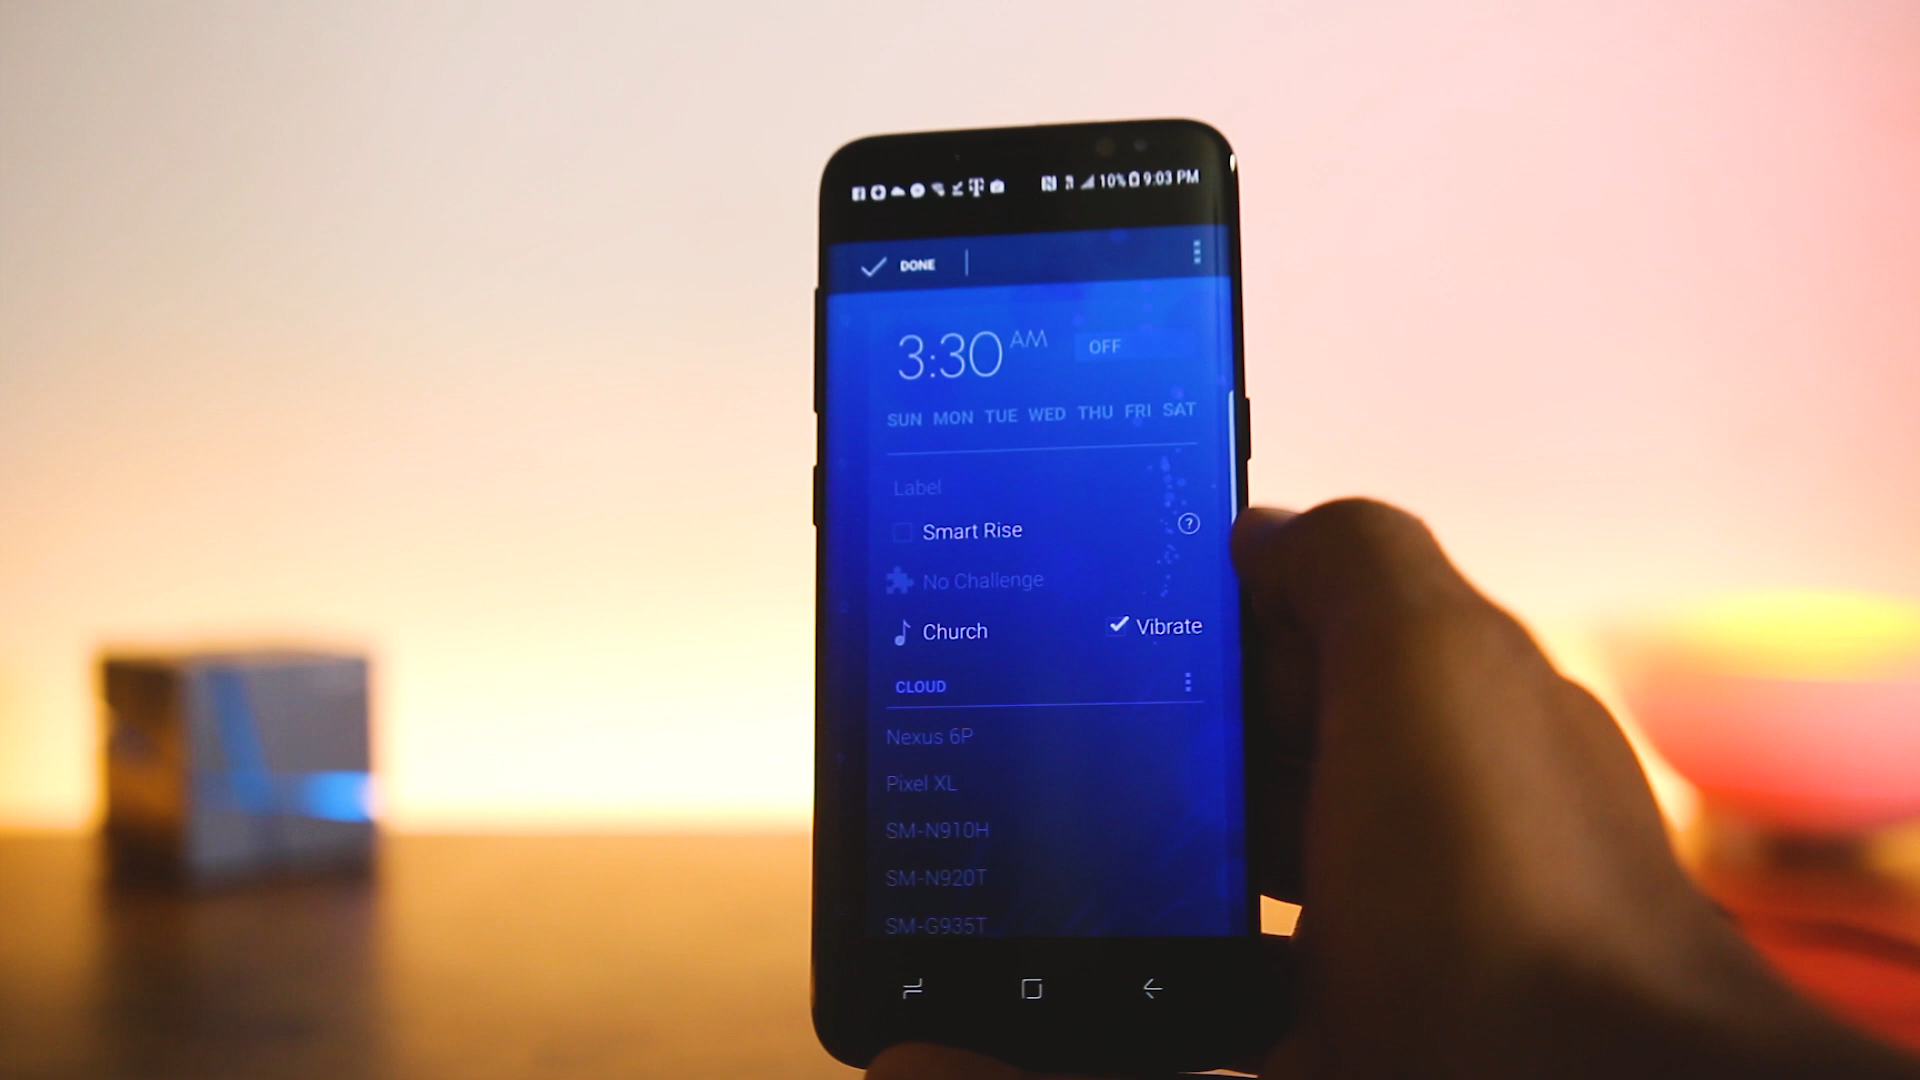 10% 9:03 PM
DONE
3:30 AM OFF
SUN MON TUE WED THU FRI SAT
Label
Smart Rise ?
No Challenge
Church Vibrate
CLOUD
Nexus 6P
Pixel XL
SM-N910H
SM-N920T
SM-G935T